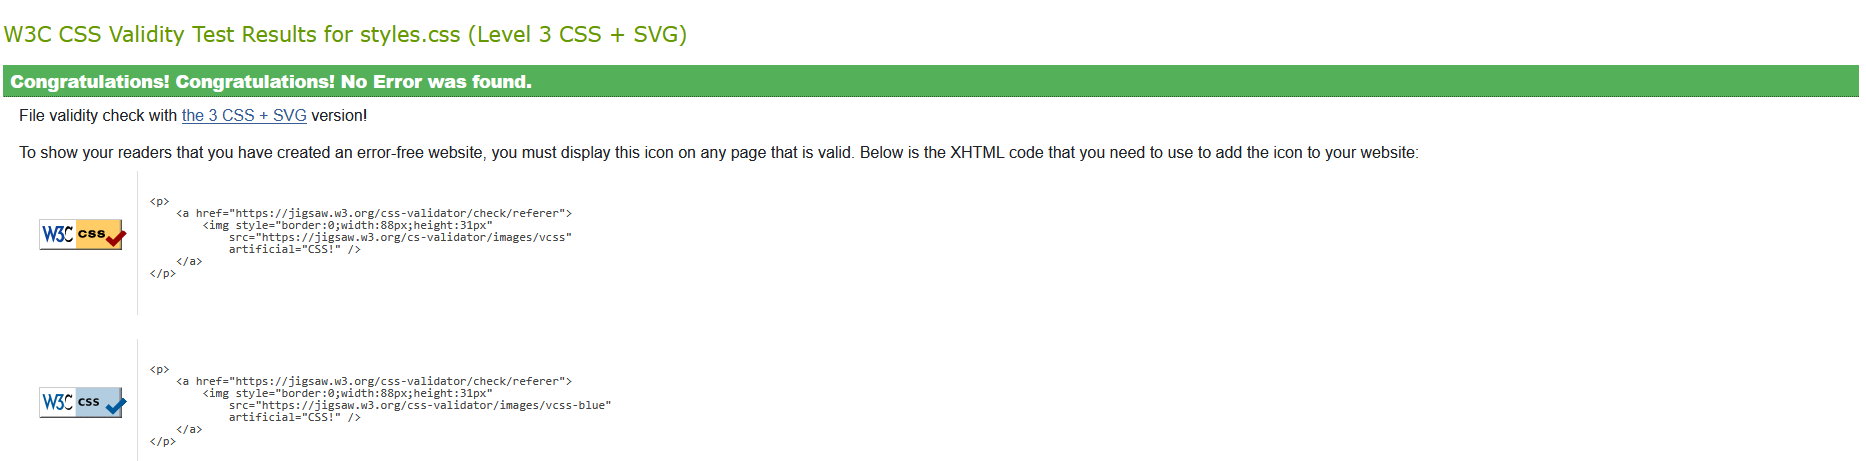 W3C CSS Validity Test Results for styles.css (Level 3 CSS + SVG)
Congratulations! Congratulations! No Error was found.
File validity check with the 3 CSS + SVG version!
To show your readers that you have created an error-free website, you must display this icon on any page that is valid. Below is the XHTML code that you need to use to add the icon to your website:
W3C css
<p>
    <a href="https://jigsaw.w3.org/css-validator/check/referer">
        <img style="border:0;width:88px;height:31px"
            src="https://jigsaw.w3.org/cs-validator/images/vcss"
            artificial="CSS!" />
    </a>
</p>
W3C css
<p>
    <a href="https://jigsaw.w3.org/css-validator/check/referer">
        <img style="border:0;width:88px;height:31px"
            src="https://jigsaw.w3.org/css-validator/images/vcss-blue"
            artificial="CSS!" />
    </a>
</p>